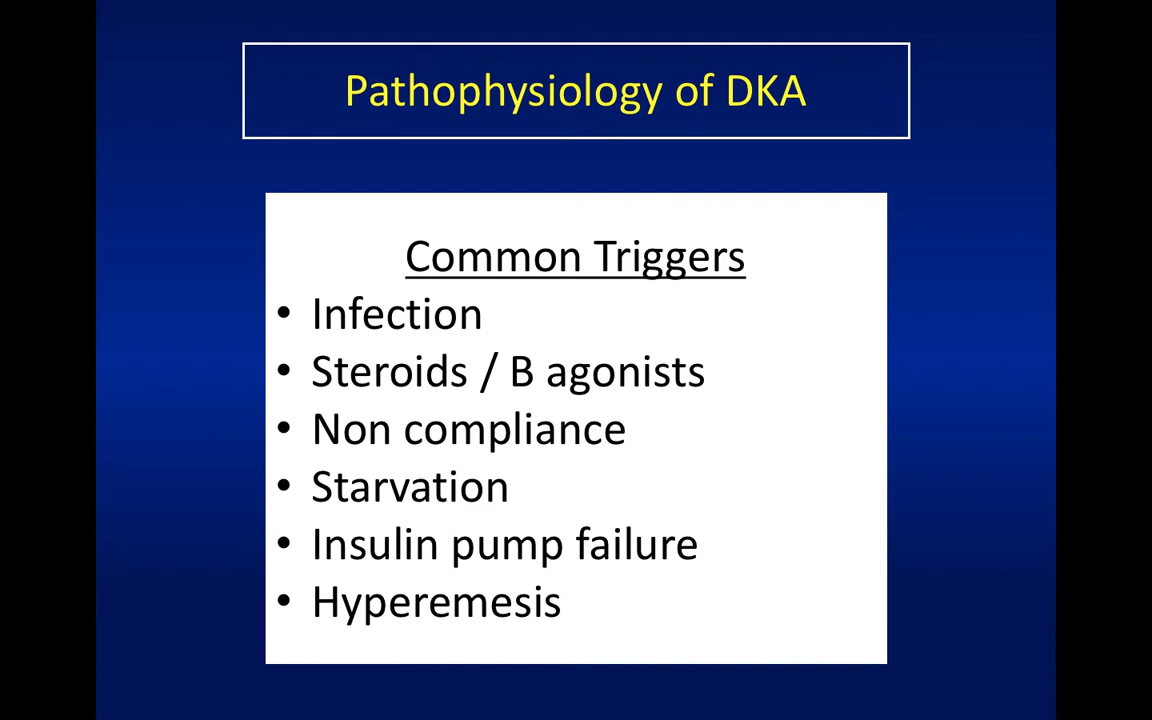 Pathophysiology of DKA
Common Triggers
• Infection
• Steroids / B agonists
• Non compliance
• Starvation
• Insulin pump failure
• Hyperemesis